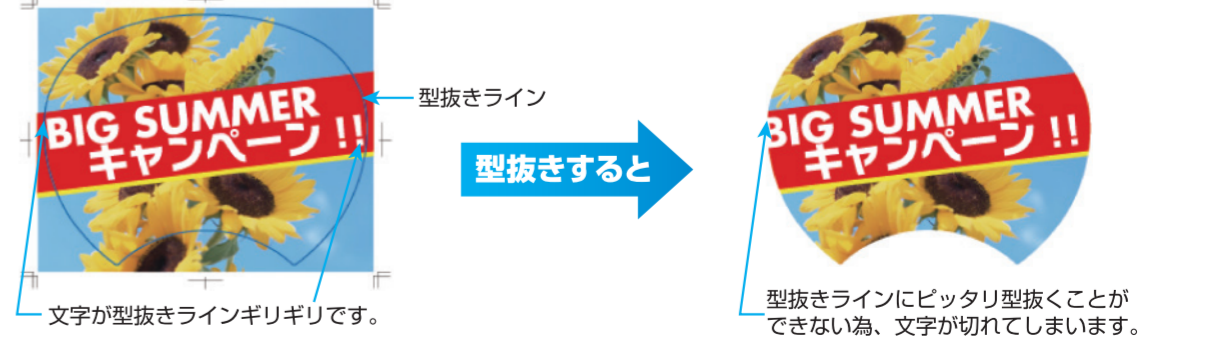 BIG SUMMER
キャンペーン !!
型抜きライン
文字が型抜きラインギリギリです。
型抜きすると
BIG SUMMER
キャンペーン !!
型抜きラインにピッタリ型抜くことが
できない為、文字が切れてしまいます。